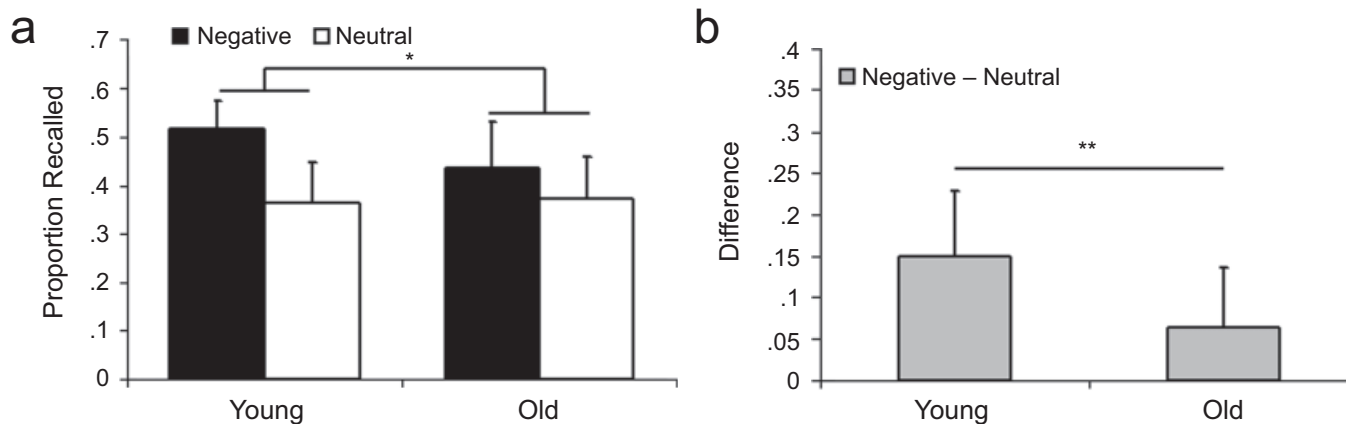 a
Proportion Recalled
.7
.6
.5
.4
.3
.2
.1
0
Negative Neutral
*
Young Old
b
Difference
.4
.35
.3
.25
.2
.15
.1
.05
0
Negative – Neutral
**
Young Old